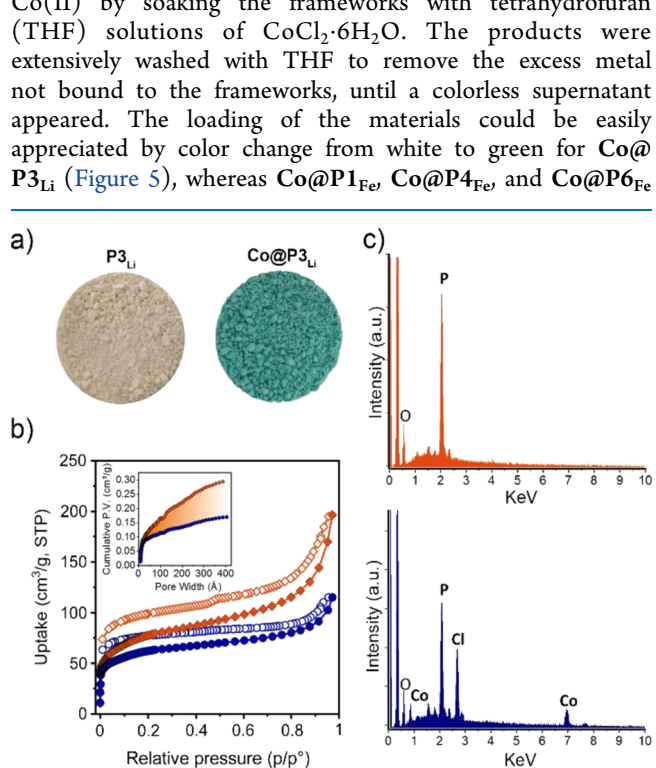 Co(II) by soaking the frameworks with tetrahydrofuran
(THF) solutions of CoCl₂·6H₂O. The products were
extensively washed with THF to remove the excess metal
not bound to the frameworks, until a colorless supernatant
appeared. The loading of the materials could be easily
appreciated by color change from white to green for Co@
P3Li (Figure 5), whereas Co@P1Fe, Co@P4Fe, and Co@P6Fe
a)
P3Li
Co@P3Li
b)
Uptake (cm³/g, STP)
250
200
150
100
50
0
0
0.2
0.4
0.6
0.8
1
Relative pressure (p/p°)
Cumulative P.V. (cm³/g)
0.30
0.25
0.20
0.15
0.10
0.05
0.00
0
100
200
300
400
Pore Width (Å)
c)
Intensity (a.u.)
O
P
0 1 2 3 4 5 6 7 8 9 10
KeV
Intensity (a.u.)
O
Co
P
Cl
Co
0 1 2 3 4 5 6 7 8 9 10
KeV